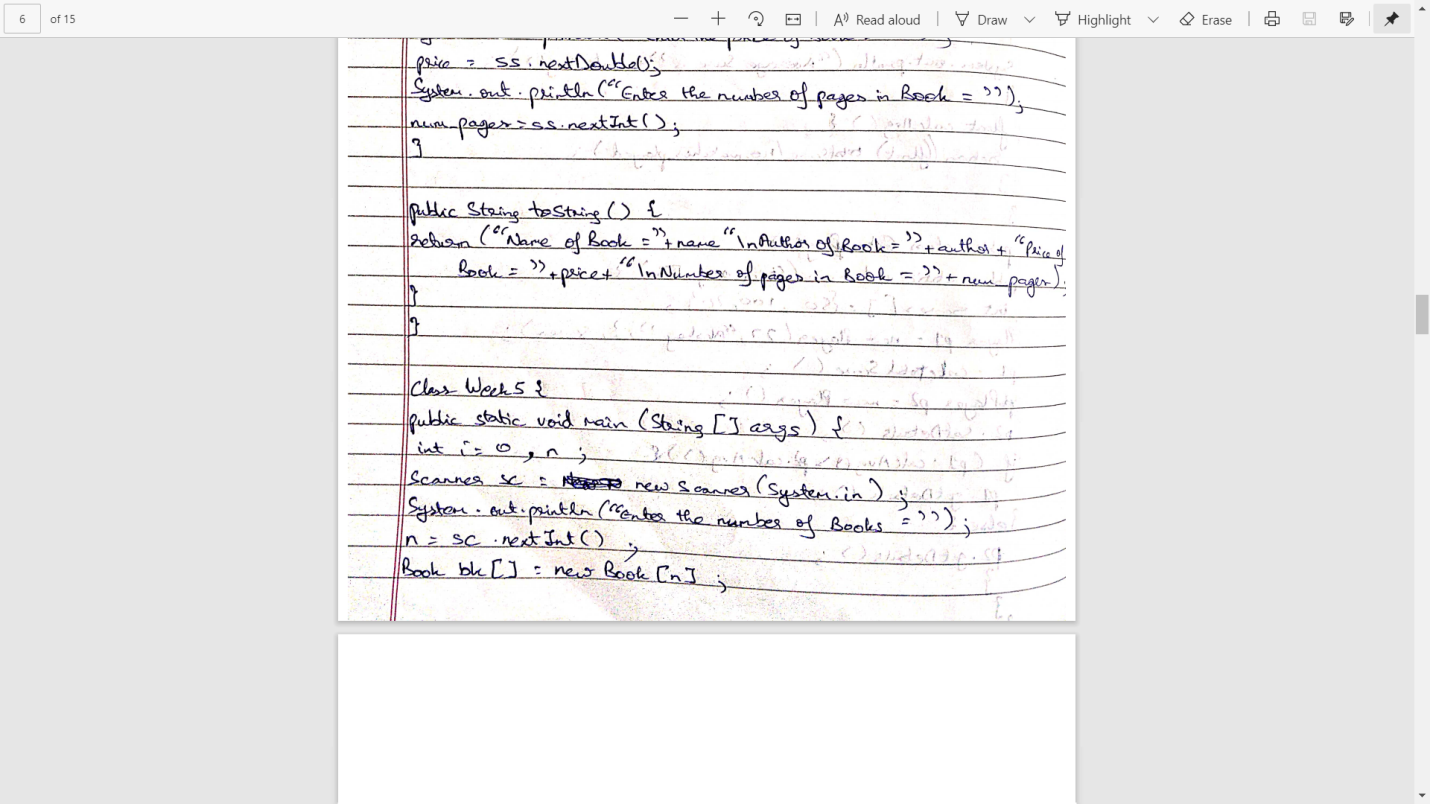 6 of 15 Read aloud Draw Highlight Erase
price = ss.nextDouble();
System.out.println("Enter the number of pages in Book = ");
num_pages=ss.nextInt();
}
public String toString() {
return ("Name of Book ="+name"\nAuthor of Book="+author+"Price of
Book = "+price+"\nNumber of pages in Book = "+num_pages);
}
}
Class Week5 {
public static void main (String [] args) {
int i = 0, n ;
Scanner sc = new Scanner(System.in) ;
System.out.println("Enter the number of Books =");
n = sc.nextInt() ;
Book bk[] = new Book[n] ;